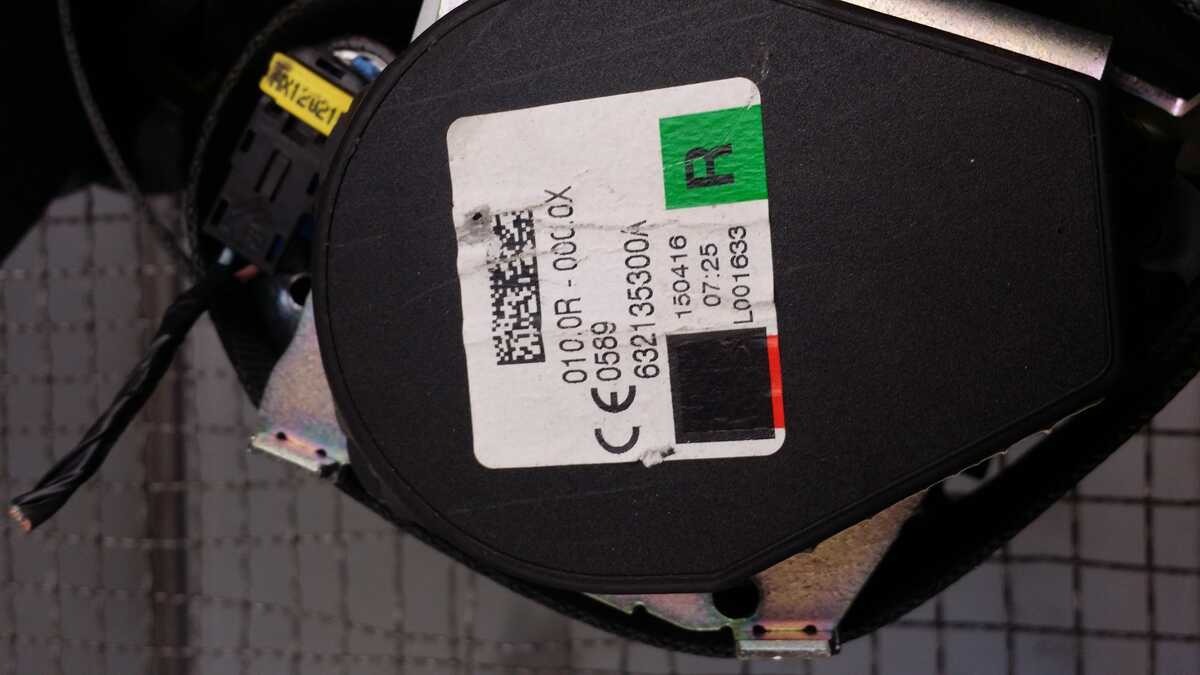 R
010.0R - 000.0X
CE 0589
632135300A
150416
07:25
L001633